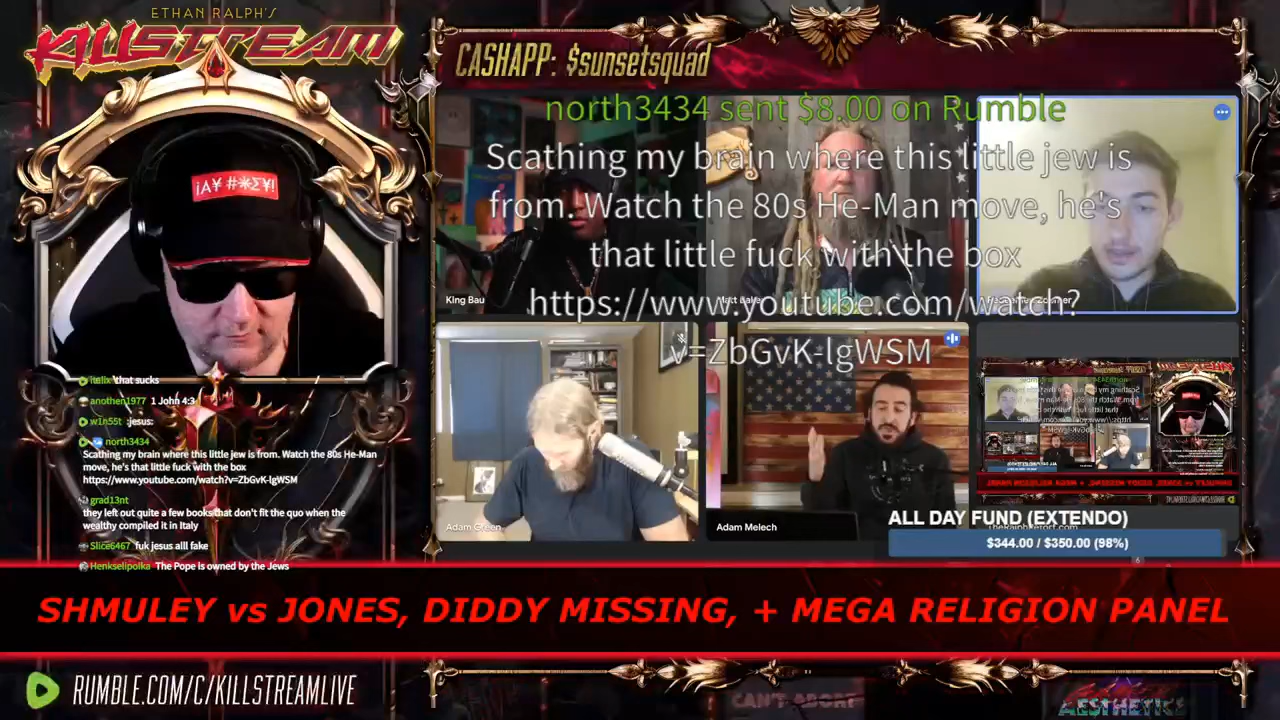 ETHAN RALPH'S
KILLSTREAM
CASHAPP: $sunsetsquad
¡A¥ #*Σ¥!
north3434 sent $8.00 on Rumble
Scathing my brain where this little jew is
from. Watch the 80s He-Man move, he's
that little fuck with the box
https://www.youtube.com/watch?
v=ZbGvK-lgWSM
King Bau
Adam Green
Adam Melech
ALL DAY FUND (EXTENDO)
$344.00 / $350.00 (98%)
that sucks
anothen1977 1 John 4:3
w1n55t :jesus:
north3434
Scathing my brain where this little jew is from. Watch the 80s He-Man
move, he's that little fuck with the box
https://www.youtube.com/watch?v=ZbGvK-lgWSM
grad13nt
they left out quite a few books that don't fit the quo when the
wealthy compiled it in Italy
Slice6467 fuk jesus alll fake
Henkselipolka The Pope is owned by the Jews
SHMULEY vs JONES, DIDDY MISSING, + MEGA RELIGION PANEL
RUMBLE.COM/C/KILLSTREAMLIVE
CAN'T ABORT
AESTHETICS